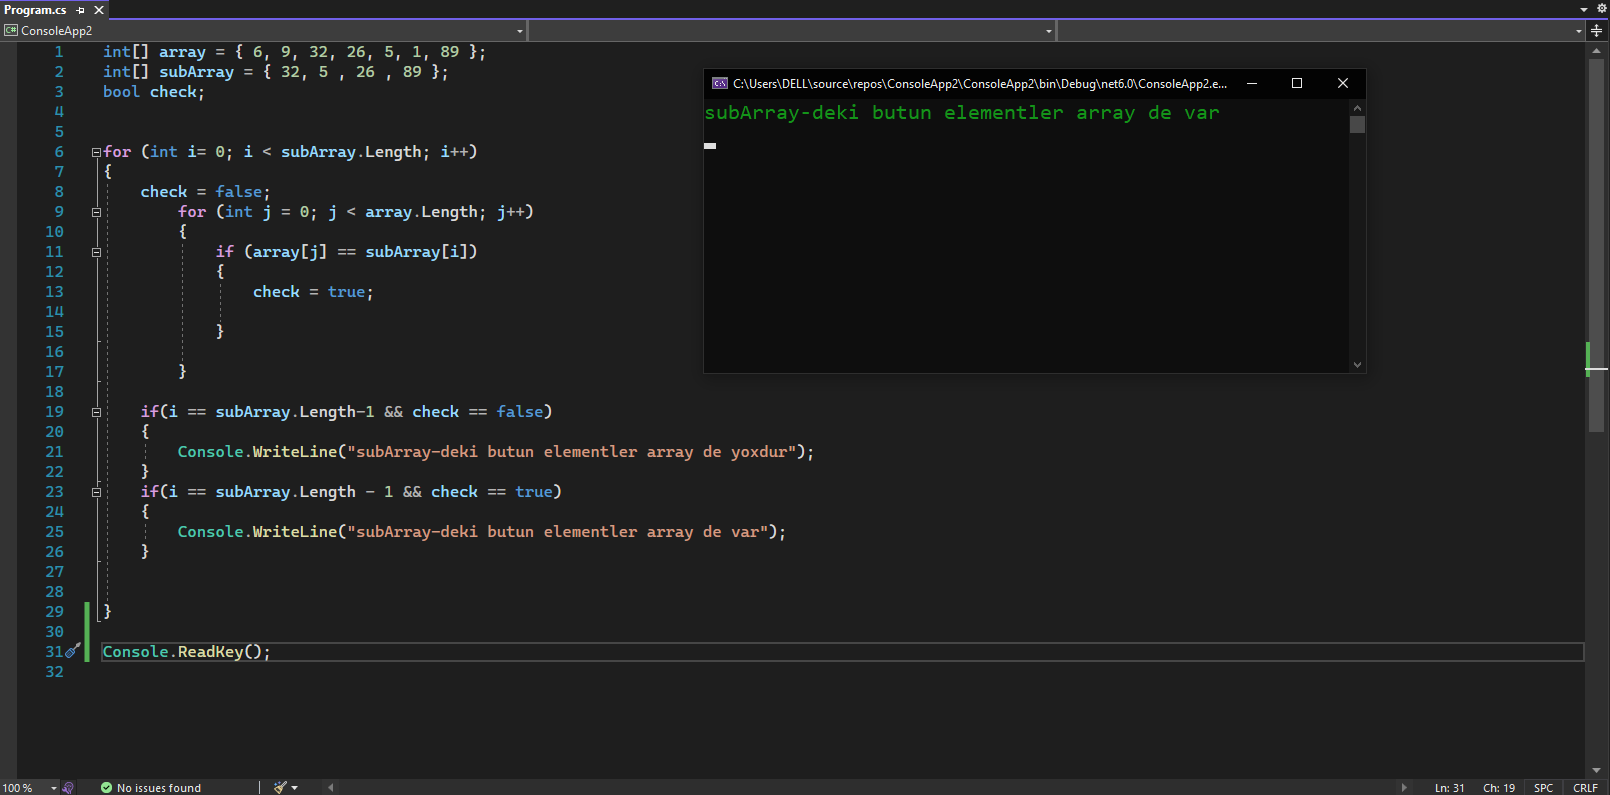 Program.cs
C# ConsoleApp2
1 int[] array = { 6, 9, 32, 26, 5, 1, 89 };
2 int[] subArray = { 32, 5 , 26 , 89 };
3 bool check;
4
5
6 for (int i= 0; i < subArray.Length; i++)
7 {
8 check = false;
9 for (int j = 0; j < array.Length; j++)
10 {
11 if (array[j] == subArray[i])
12 {
13 check = true;
14
15 }
16
17 }
18
19 if(i == subArray.Length-1 && check == false)
20 {
21 Console.WriteLine("subArray-deki butun elementler array de yoxdur");
22 }
23 if(i == subArray.Length - 1 && check == true)
24 {
25 Console.WriteLine("subArray-deki butun elementler array de var");
26 }
27
28
29 }
30
31 Console.ReadKey();
32
C:\Users\DELL\source\repos\ConsoleApp2\ConsoleApp2\bin\Debug\net6.0\ConsoleApp2.e...
subArray-deki butun elementler array de var
100 % No issues found Ln: 31 Ch: 19 SPC CRLF